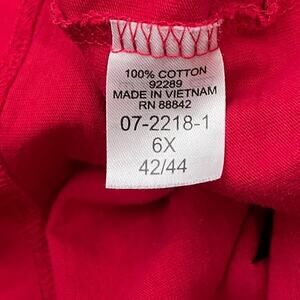 100% COTTON
92289
MADE IN VIETNAM
RN 88842
07-2218-1
6X
42/44